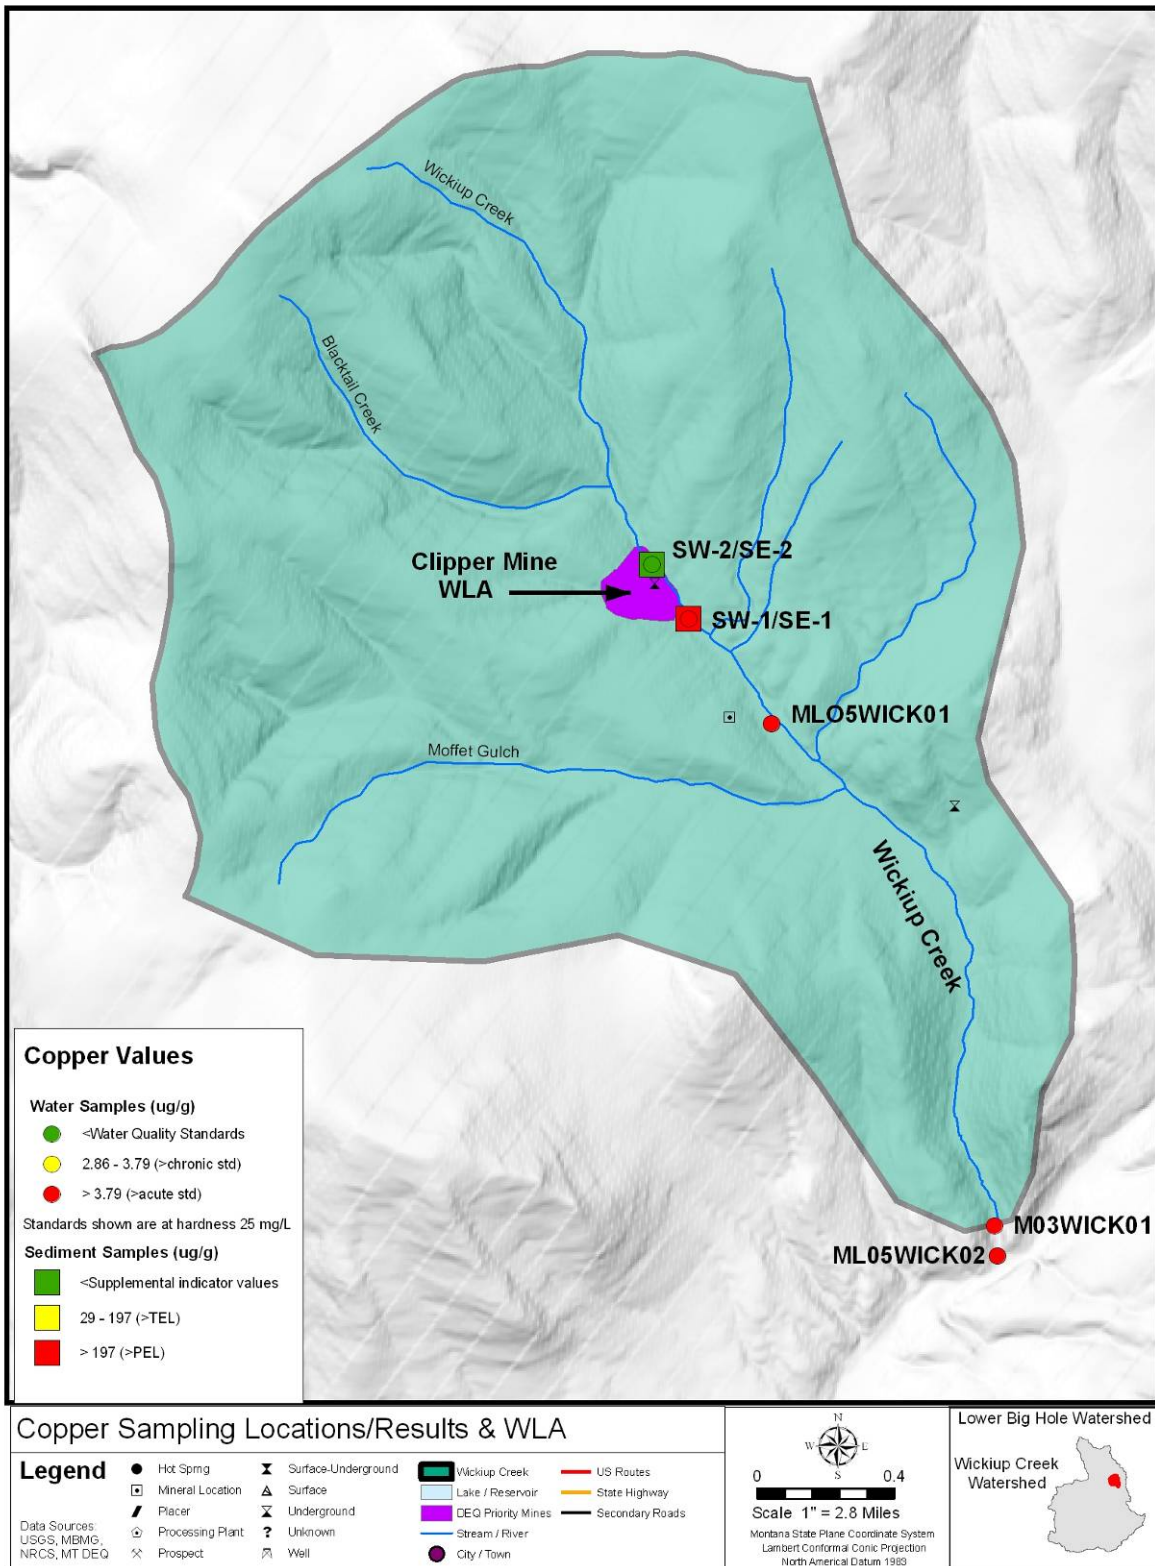 Wickiup Creek
Blacktail Creek
SW-2/SE-2
Clipper Mine
WLA
SW-1/SE-1
MLO5WICK01
Moffet Gulch
Wickiup Creek
M03WICK01
ML05WICK02
Copper Values
Water Samples (ug/g)
<Water Quality Standards
2.86 - 3.79 (>chronic std)
> 3.79 (>acute std)
Standards shown are at hardness 25 mg/L
Sediment Samples (ug/g)
<Supplemental indicator values
29 - 197 (>TEL)
> 197 (>PEL)
Copper Sampling Locations/Results & WLA
Legend
Data Sources:
USGS, MBMG,
NRCS, MT DEQ
Hot Sprng
Mineral Location
Placer
Processing Plant
Prospect
Surface-Underground
Surface
Underground
? Unknown
Well
Wickiup Creek
Lake / Reservoir
DEQ Priority Mines
Stream / River
City / Town
US Routes
State Highway
Secondary Roads
N
W E
S
0 0.4
Scale 1" = 2.8 Miles
Montana State Plane Coordinate System
Lambert Conformal Conic Projection
North Americal Datum 1983
Lower Big Hole Watershed
Wickiup Creek
Watershed